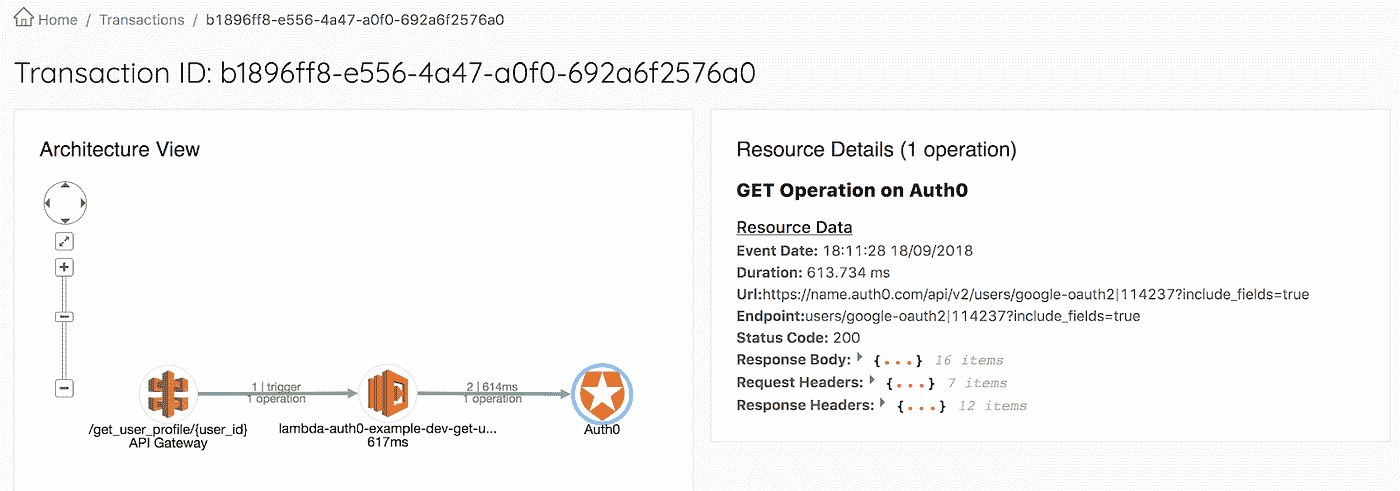 Home / Transactions / b1896ff8-e556-4a47-a0f0-692a6f2576a0
Transaction ID: b1896ff8-e556-4a47-a0f0-692a6f2576a0
Architecture View
1 | trigger
1 operation
2 | 614ms
1 operation
/get_user_profile/{user_id}
API Gateway
lambda-auth0-example-dev-get-u...
617ms
Auth0
Resource Details (1 operation)
GET Operation on Auth0
Resource Data
Event Date: 18:11:28 18/09/2018
Duration: 613.734 ms
Url:https://name.auth0.com/api/v2/users/google-oauth2|114237?include_fields=true
Endpoint:users/google-oauth2|114237?include_fields=true
Status Code: 200
Response Body: {...} 16 items
Request Headers: {...} 7 items
Response Headers: {...} 12 items